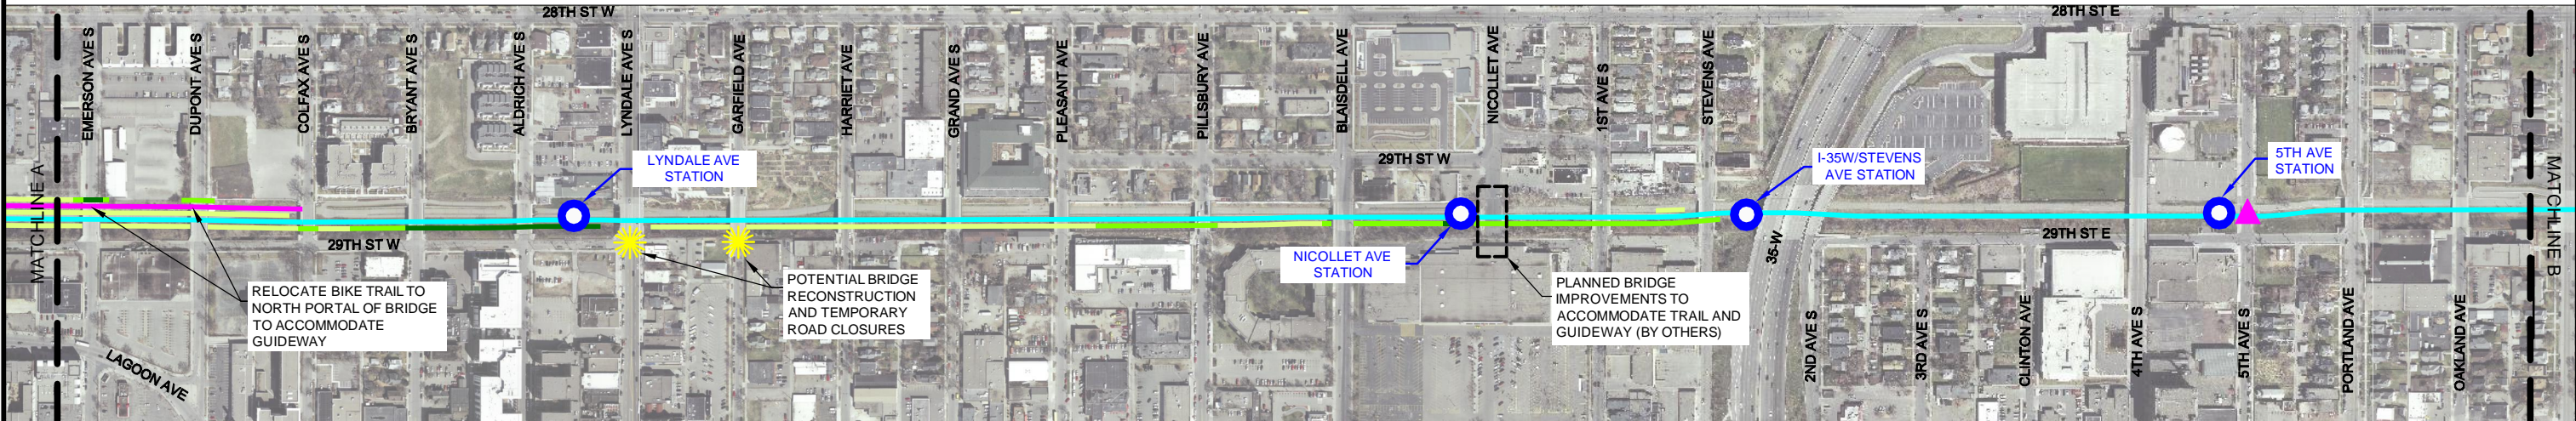 28TH ST W
28TH ST E
MATCHLINE A
EMERSON AVE S
DUPONT AVE S
COLFAX AVE S
BRYANT AVE S
ALDRICH AVE S
LYNDALE AVE S
GARFIELD AVE
HARRIET AVE
GRAND AVE S
PLEASANT AVE
PILLSBURY AVE
BLAISDELL AVE
NICOLLET AVE
1ST AVE S
STEVENS AVE
LYNDALE AVE
STATION
29TH ST W
I-35W/STEVENS
AVE STATION
5TH AVE
STATION
MATCHLINE B
29TH ST W
NICOLLET AVE
STATION
35-W
29TH ST E
RELOCATE BIKE TRAIL TO
NORTH PORTAL OF BRIDGE
TO ACCOMMODATE
GUIDEWAY
POTENTIAL BRIDGE
RECONSTRUCTION
AND TEMPORARY
ROAD CLOSURES
PLANNED BRIDGE
IMPROVEMENTS TO
ACCOMMODATE TRAIL AND
GUIDEWAY (BY OTHERS)
LAGOON AVE
2ND AVE S
3RD AVE S
CLINTON AVE
4TH AVE S
5TH AVE S
PORTLAND AVE
OAKLAND AVE